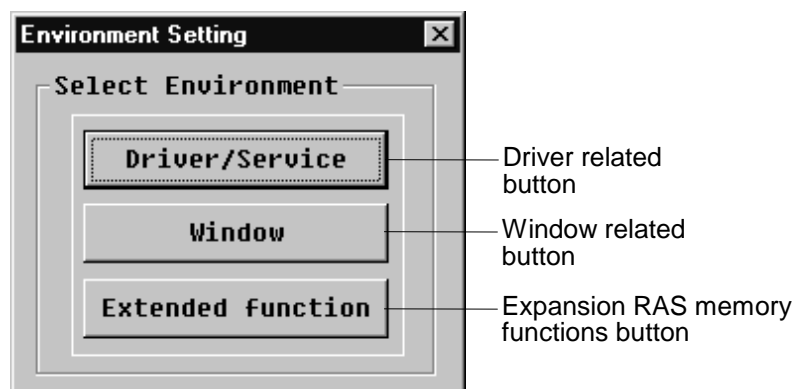 Environment Setting
Select Environment
Driver/Service
Driver related
button
Window
Window related
button
Extended function
Expansion RAS memory
functions button